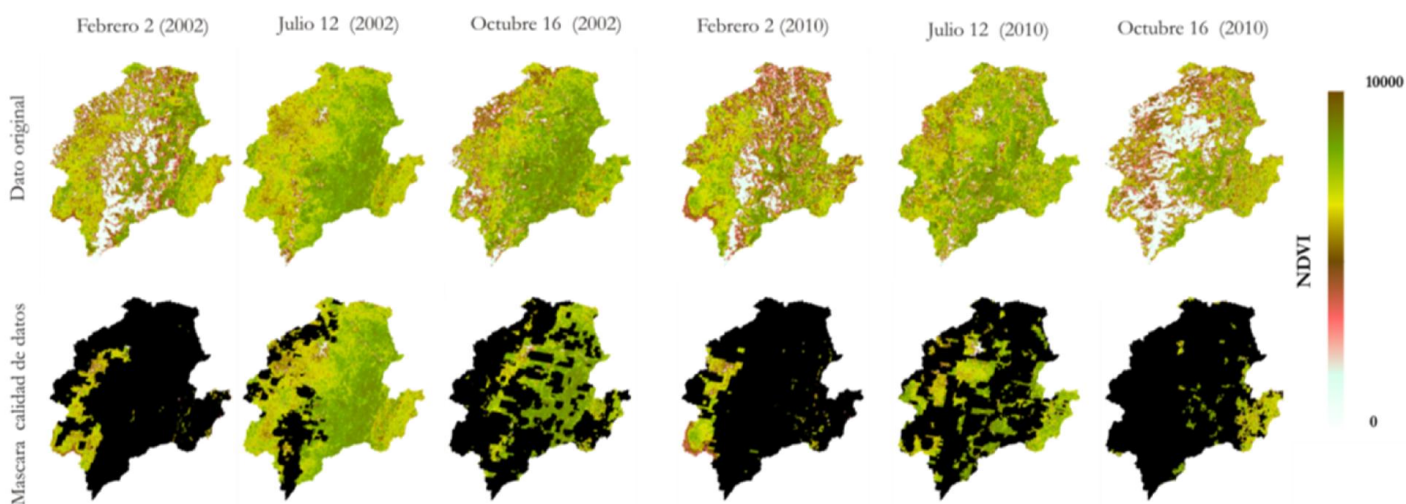 Febrero 2 (2002)
Julio 12 (2002)
Octubre 16 (2002)
Febrero 2 (2010)
Julio 12 (2010)
Octubre 16 (2010)
Dato original
Mascara calidad de datos
10000
NDVI
0